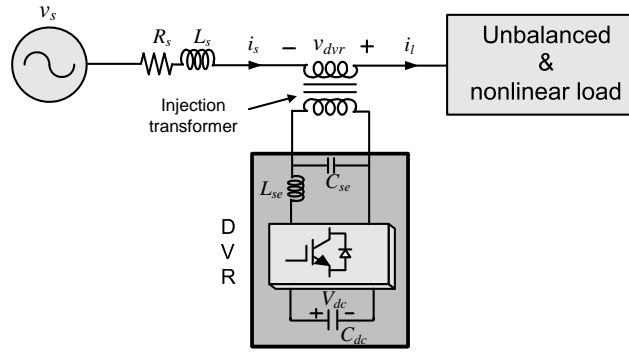 v_s
R_s L_s i_s − v_dvr + i_l
Unbalanced
&
nonlinear load
Injection
transformer
C_se
L_se
D
V
R
V_dc
+ −
C_dc